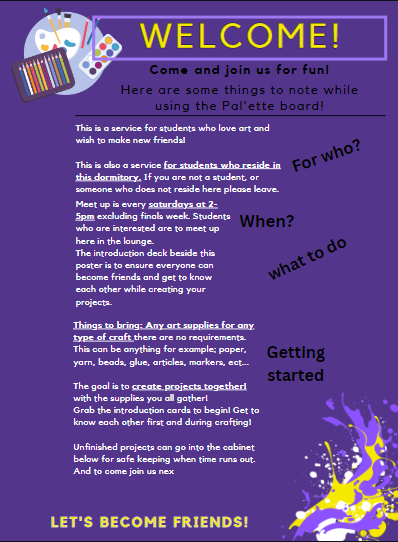 WELCOME!
Come and join us for fun!
Here are some things to note while
using the Pal'ette board!
This is a service for students who love art and
wish to make new friends!
For who?
This is also a service for students who reside in
this dormitory. If you are not a student, or
someone who does not reside here please leave.
When?
Meet up is every saturdays at 2-
5pm excluding finals week. Students
who are interested are to meet up
here in the lounge.
what to do
The introduction deck beside this
poster is to ensure everyone can
become friends and get to know
each other while creating your
projects.
Getting
started
Things to bring: Any art supplies for any
type of craft there are no requirements.
This can be anything for example; paper,
yarn, beads, glue, articles, markers, ect...
The goal is to create projects together!
with the supplies you all gather!
Grab the introduction cards to begin! Get to
know each other first and during crafting!
Unfinished projects can go into the cabinet
below for safe keeping when time runs out.
And to come join us nex
LET'S BECOME FRIENDS!